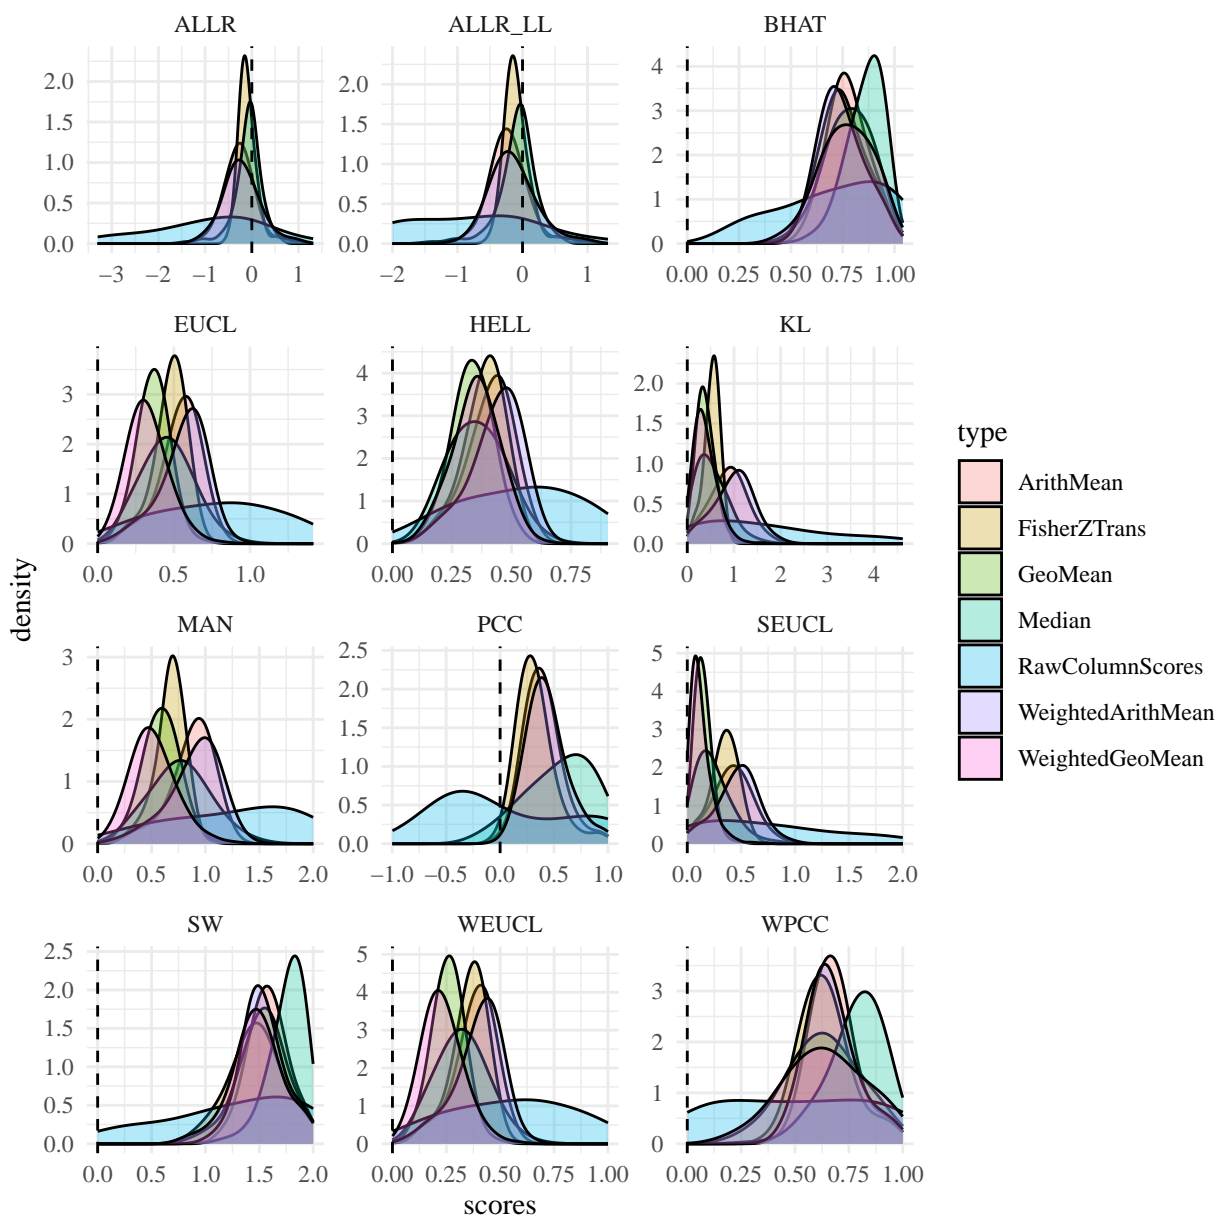 ALLR ALLR_LL BHAT
2.0 2.0 4
1.5 1.5 3
1.0 1.0 2
0.5 0.5 1
0.0 0.0 0
−3 −2 −1 0 1 −2 −1 0 1 0.00 0.25 0.50 0.75 1.00
EUCL HELL KL
3 4 2.0
2 3 1.5
1 2 1.0
0 1 0.5
0 0.0
0.0 0.5 1.0 0.00 0.25 0.50 0.75 0 1 2 3 4
MAN PCC SEUCL
3 2.5 5
2 2.0 4
1 1.5 3
0 1.0 2
0.5 1
0.0 0
0.0 0.5 1.0 1.5 2.0 −1.0 −0.5 0.0 0.5 1.0 0.0 0.5 1.0 1.5 2.0
SW WEUCL WPCC
2.5 5 3
2.0 4 2
1.5 3 1
1.0 2 0
0.5 1
0.0 0
0.0 0.5 1.0 1.5 2.0 0.00 0.25 0.50 0.75 1.00 0.00 0.25 0.50 0.75 1.00
scores
density
type
ArithMean
FisherZTrans
GeoMean
Median
RawColumnScores
WeightedArithMean
WeightedGeoMean